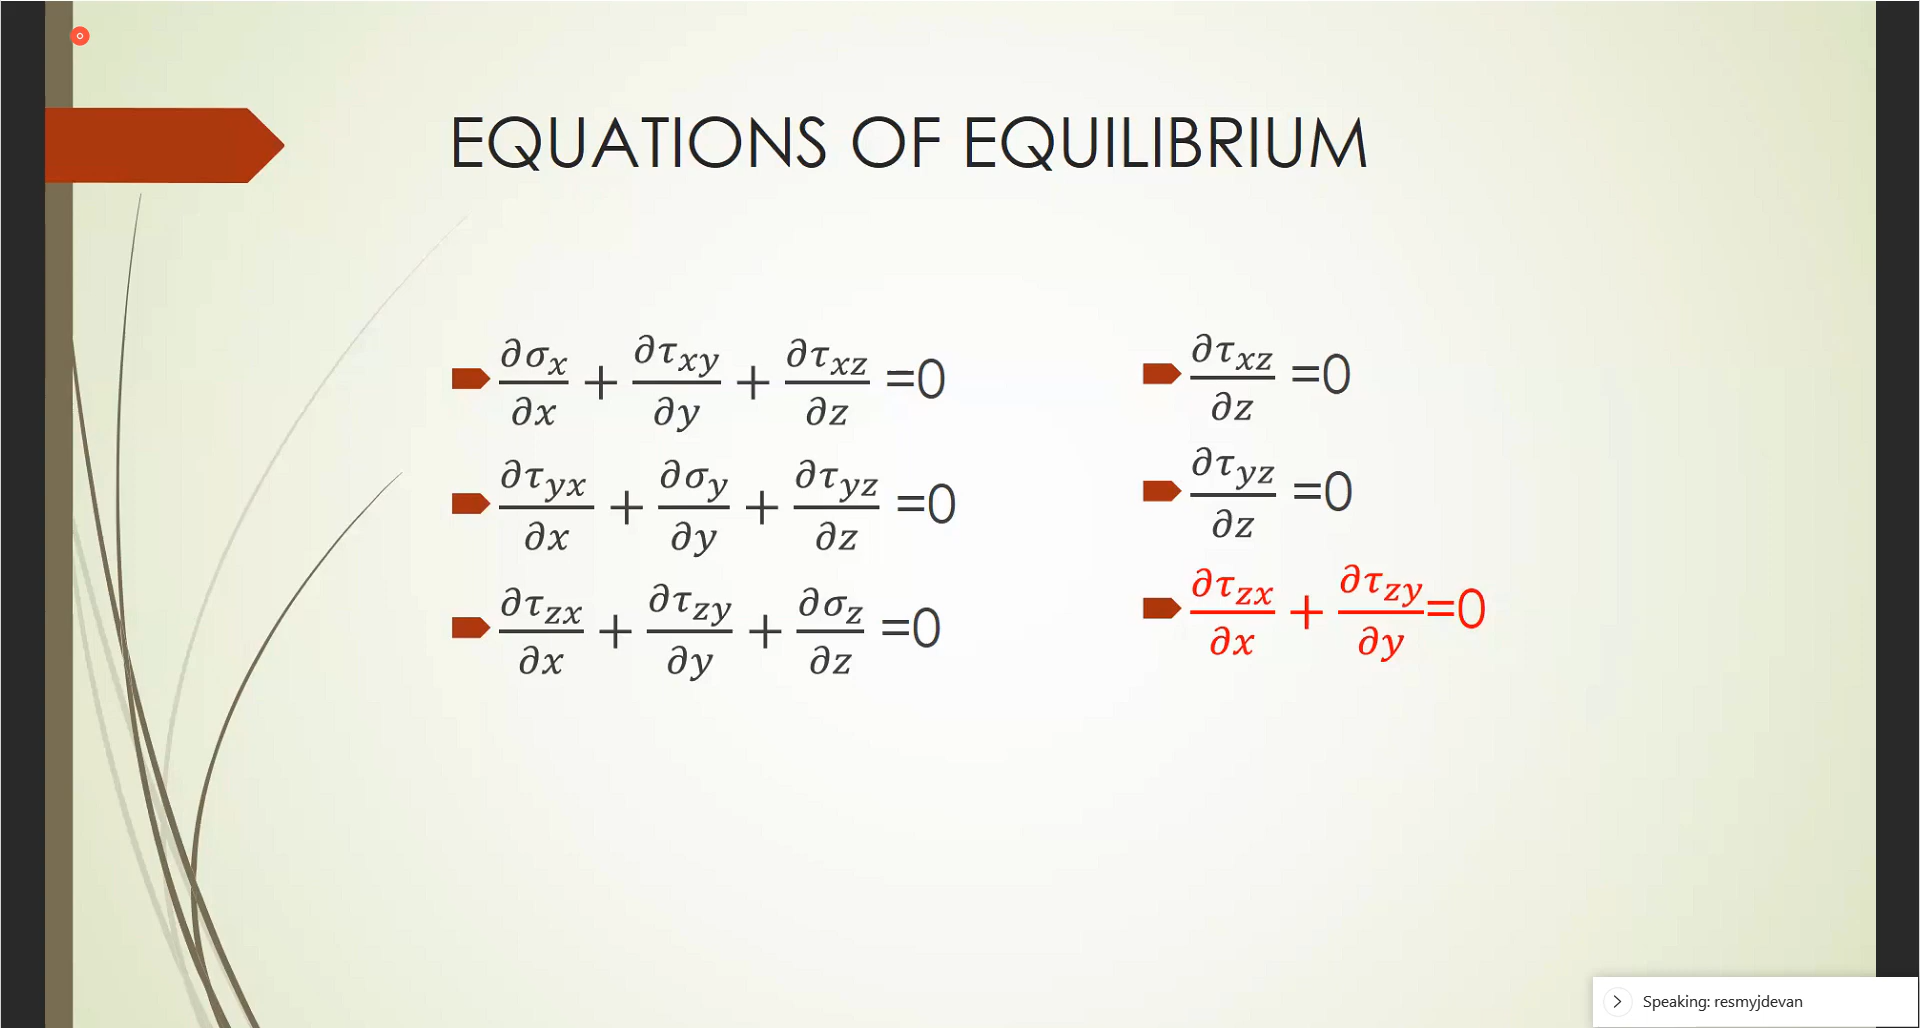 EQUATIONS OF EQUILIBRIUM
∂σₓ/∂x + ∂τ_xy/∂y + ∂τ_xz/∂z =0
∂τ_yx/∂x + ∂σ_y/∂y + ∂τ_yz/∂z =0
∂τ_zx/∂x + ∂τ_zy/∂y + ∂σ_z/∂z =0
∂τ_xz/∂z =0
∂τ_yz/∂z =0
∂τ_zx/∂x + ∂τ_zy/∂y=0
Speaking: resmyjdevan